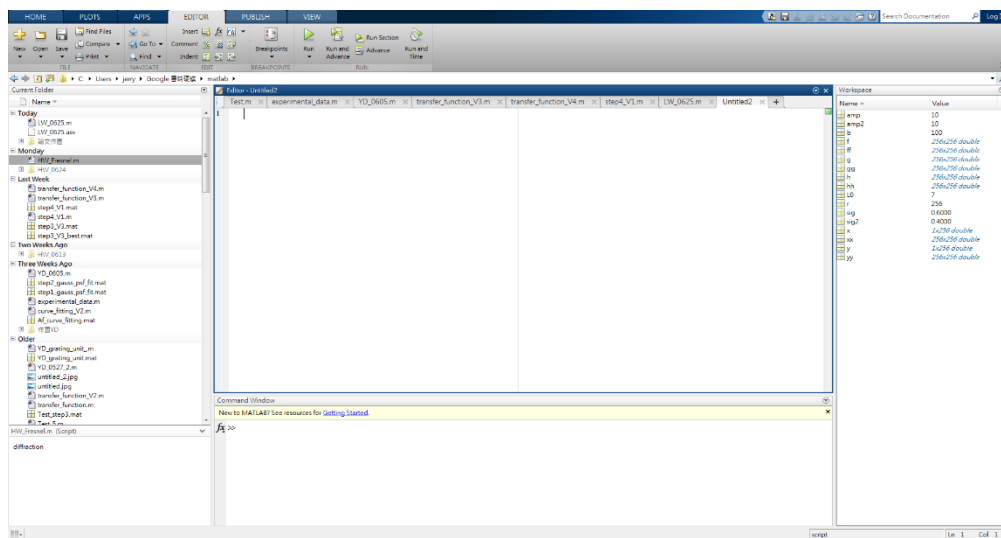 HOME PLOTS APPS EDITOR PUBLISH VIEW Search Documentation Log
New Open Save Find Files Compare Print Go To Find Insert Comment Indent Breakpoints Run Run and Advance Run Section Advance Run and Time
FILE NAVIGATE EDIT BREAKPOINTS RUN
C: Users jerry Google matlab
Current Folder
Name
Today
LW_0625.m
LW_0625.asv
Monday
HW_Fresnel.m
HW_0624
Last Week
transfer_function_V4.m
transfer_function_V3.m
step4_V1.mat
step4_V1.m
step3_V3.mat
step3_V3_best.mat
Two Weeks Ago
HW_0613
Three Weeks Ago
YD_0605.m
step2_gauss_psf_fit.mat
step1_gauss_psf_fit.mat
experimental_data.m
curve_fitting_V2.m
Af_curve_fitting.mat
作圖YD
Older
YD_grating_unit_.m
YD_grating_unit.mat
YD_0527_2.m
untitled_2.jpg
untitled.jpg
transfer_function_V2.m
transfer_function.m
Test_step3.mat
Test_5.m
HW_Fresnel.m (Script)
diffraction
Editor - Untitled2
Test.m experimental_data.m YD_0605.m transfer_function_V3.m transfer_function_V4.m step4_V1.m LW_0625.m Untitled2 +
1
Command Window
New to MATLAB? See resources for Getting Started.
fx >>
Workspace
Name Value
amp 10
amp2 10
b 100
f 256x256 double
ff 256x256 double
g 256x256 double
gg 256x256 double
h 256x256 double
hh 256x256 double
L0 7
r 256
sig 0.6000
sig2 0.4000
x 1x256 double
xx 256x256 double
y 1x256 double
yy 256x256 double
script Ln 1 Col 1